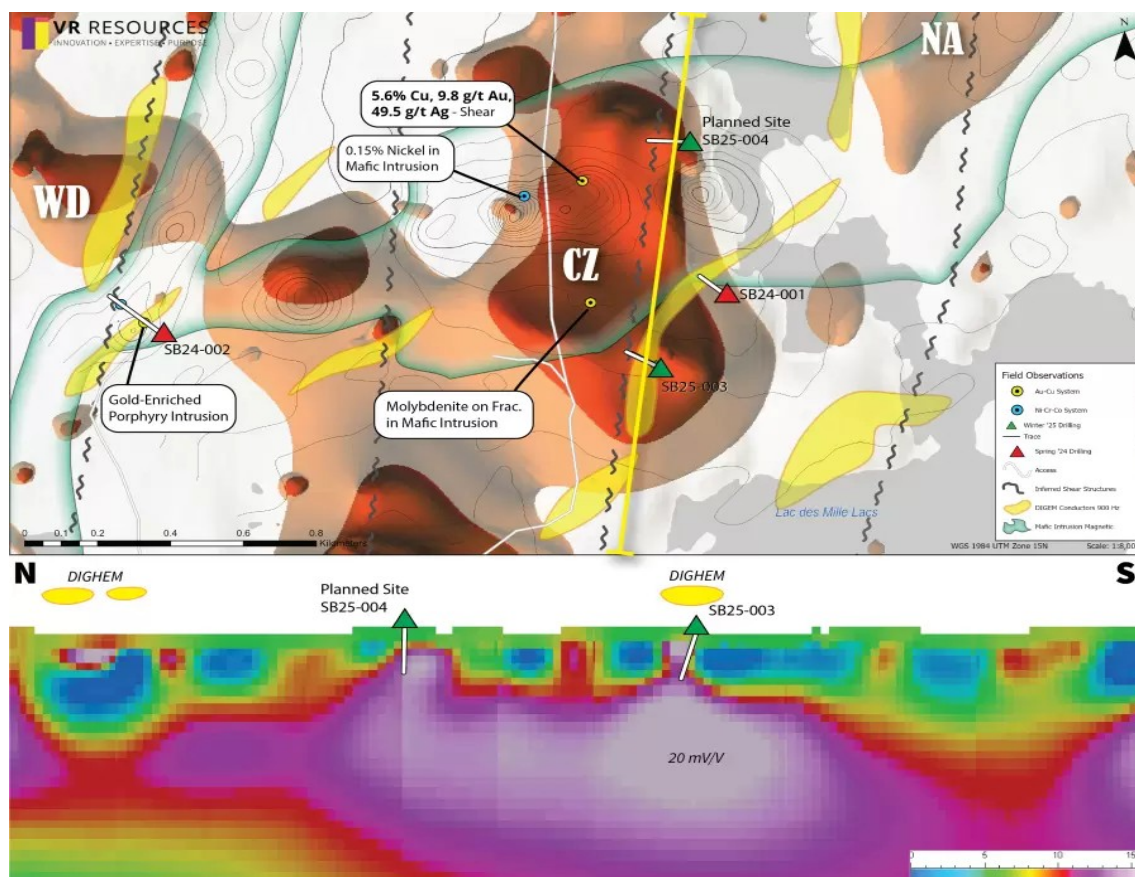 VR RESOURCES
INNOVATION • EXPERTISE • PURPOSE
NA
N
5.6% Cu, 9.8 g/t Au,
49.5 g/t Ag - Shear
Planned Site
SB25-004
0.15% Nickel in
Mafic Intrusion
WD
CZ
SB24-001
SB24-002
SB25-003
Gold-Enriched
Porphyry Intrusion
Molybdenite on Frac.
in Mafic Intrusion
Field Observations
Au-Cu System
Ni-Cr-Co System
Winter '25 Drilling
Trace
Spring '24 Drilling
Access
Inferred Shear Structures
DIGEM Conductors 900 Hz
Mafic Intrusion Magnetic
Lac des Mille Lacs
0 0.1 0.2 0.4 0.6 0.8
Kilometers
WGS 1984 UTM Zone 15N Scale: 1:8,00
N
DIGHEM
Planned Site
SB25-004
DIGHEM
SB25-003
S
20 mV/V
0 5 10 15